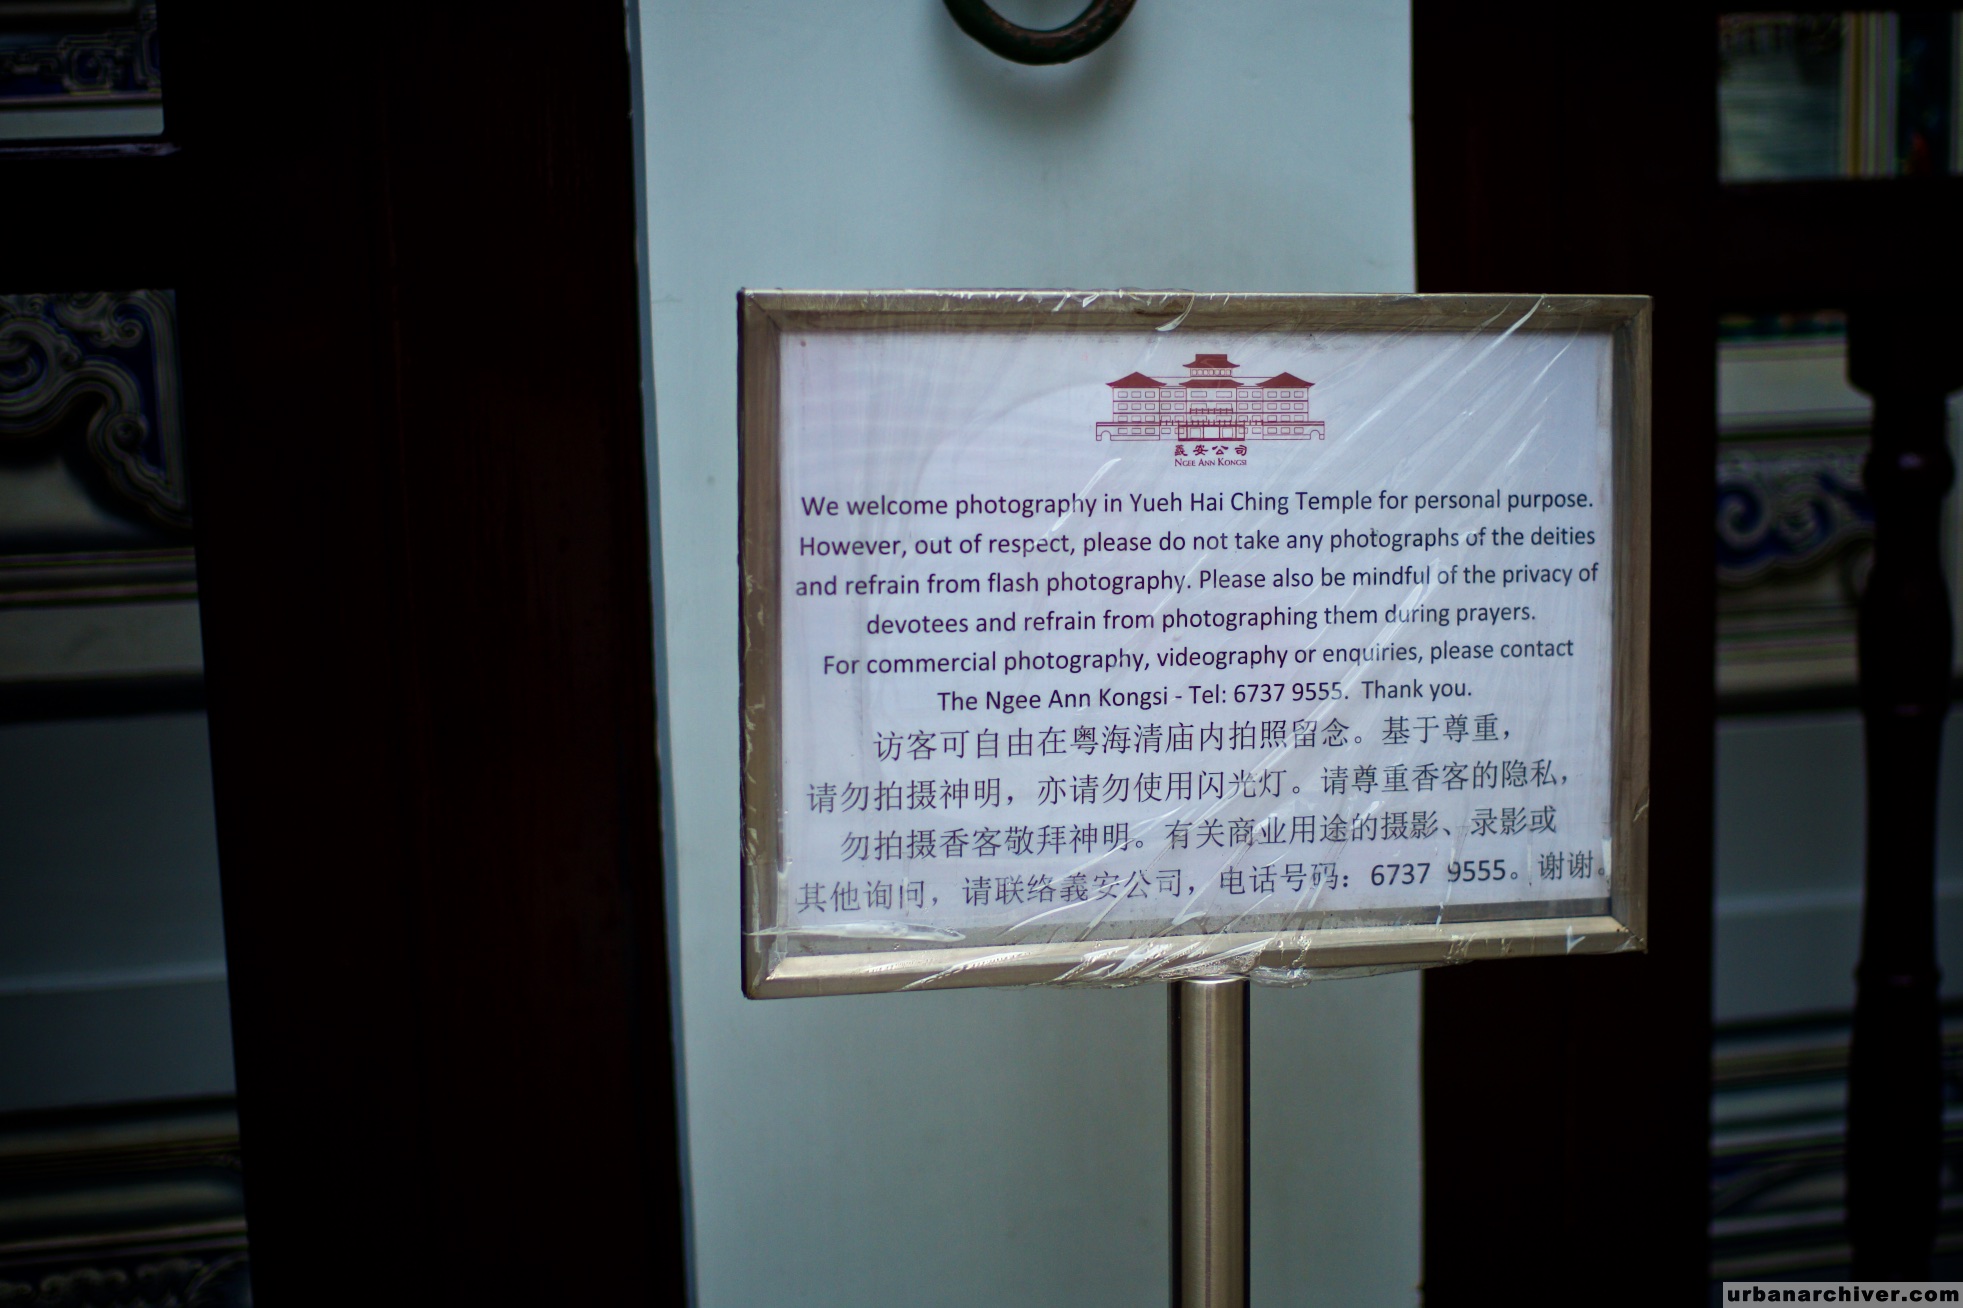 義安公司
NGEE ANN KONGSI
We welcome photography in Yueh Hai Ching Temple for personal purpose.
However, out of respect, please do not take any photographs of the deities
and refrain from flash photography. Please also be mindful of the privacy of
devotees and refrain from photographing them during prayers.
For commercial photography, videography or enquiries, please contact
The Ngee Ann Kongsi - Tel: 6737 9555. Thank you.
访客可自由在粤海清庙内拍照留念。基于尊重，
请勿拍摄神明，亦请勿使用闪光灯。请尊重香客的隐私，
勿拍摄香客敬拜神明。有关商业用途的摄影、录影或
其他询问，请联络義安公司，电话号码：6737 9555。谢谢。
urbanarchiver.com